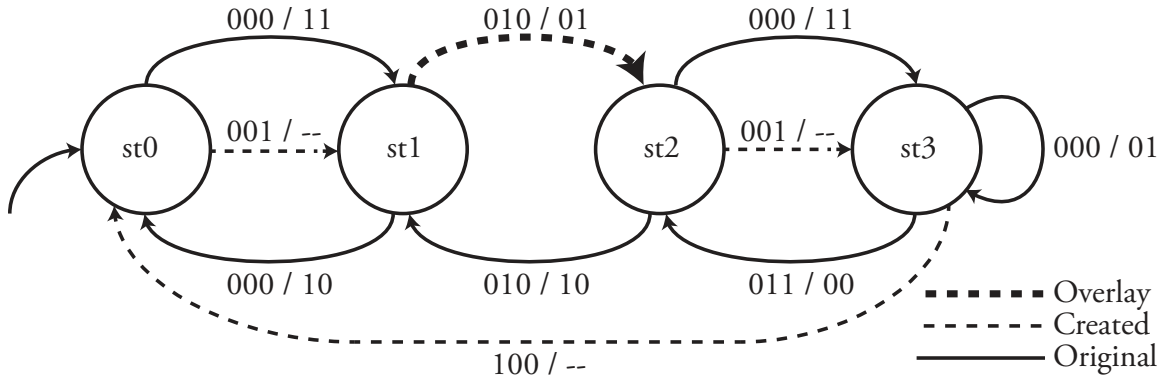 000 / 11
010 / 01
000 / 11
st0
001 / --
st1
st2
001 / --
st3
000 / 01
000 / 10
010 / 10
011 / 00
100 / --
Overlay
Created
Original